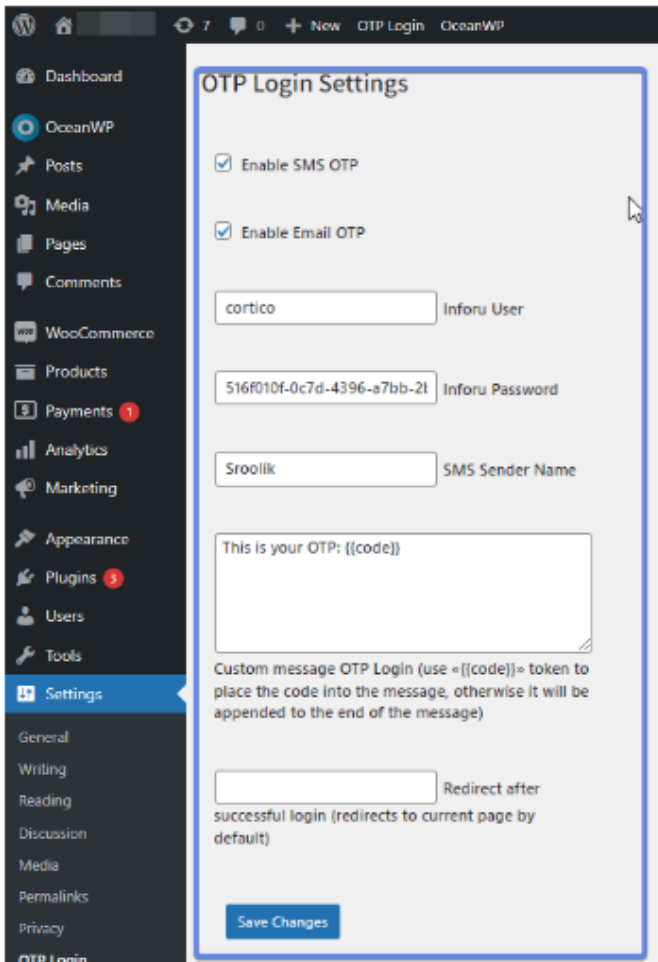 7 0 New OTP Login OceanWP
Dashboard
OceanWP
Posts
Media
Pages
Comments
WooCommerce
Products
Payments 1
Analytics
Marketing
Appearance
Plugins 3
Users
Tools
Settings
General
Writing
Reading
Discussion
Media
Permalinks
Privacy
OTP Login
OTP Login Settings
Enable SMS OTP
Enable Email OTP
cortico Inforu User
516f010f-0c7d-4396-a7bb-2 Inforu Password
Sroolik SMS Sender Name
This is your OTP: {{code}}
Custom message OTP Login (use «{{code}}» token to
place the code into the message, otherwise it will be
appended to the end of the message)
Redirect after
successful login (redirects to current page by
default)
Save Changes